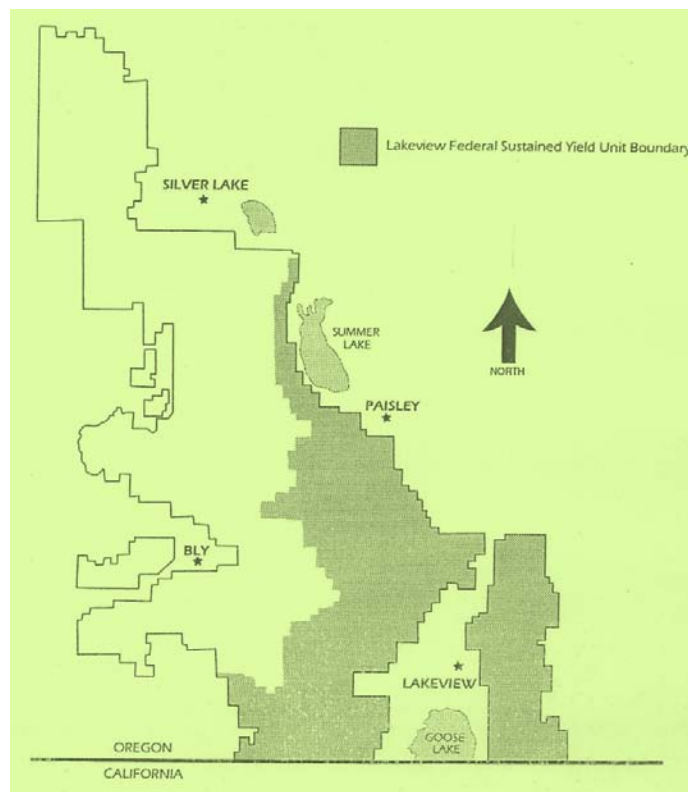 Lakeview Federal Sustained Yield Unit Boundary
SILVER LAKE
SUMMER
LAKE
NORTH
PAISLEY
BLY
LAKEVIEW
GOOSE
LAKE
OREGON
CALIFORNIA